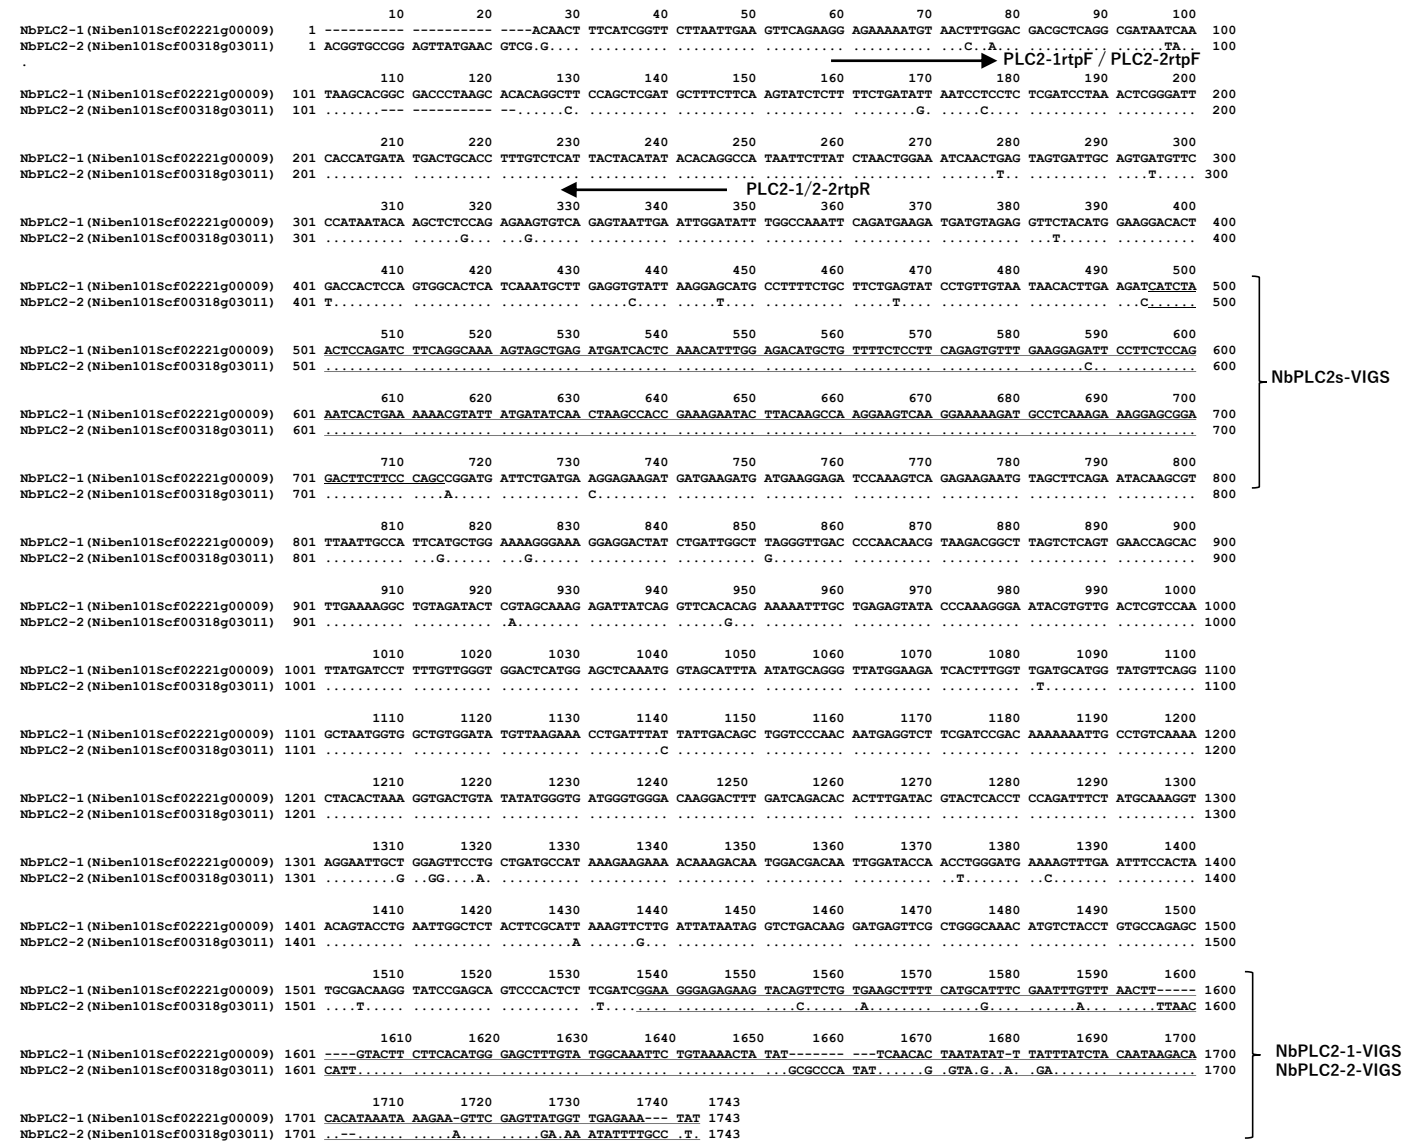 10 20 30 40 50 60 70 80 90 100
NbPLC2-1(Niben101Scf02221g00009) 1 ---------- ---------- ----ACAACT TTCATCGGTT CTTAATTGAA GTTCAGAAGG AGAAAAATGT AACTTTGGAC GACGCTCAGG CGATAATCAA 100
NbPLC2-2(Niben101Scf00318g03011) 1 ACGGTGCCGG AGTTATGAAC GTCG.G.... .......... .......... .......... .......... ....C..A.. .......... ......TA.. 100
.
PLC2-1rtpF / PLC2-2rtpF
110 120 130 140 150 160 170 180 190 200
NbPLC2-1(Niben101Scf02221g00009) 101 TAAGCACGGC GACCCTAAGC ACACAGGCTT CCAGCTCGAT GCTTTCTTCA AGTATCTCTT TTCTGATATT AATCCTCCTC TCGATCCTAA ACTCGGGATT 200
NbPLC2-2(Niben101Scf00318g03011) 101 .......--- ---------- --......C. .......... .......... .......... .........G. ......C... .......... .......... 200
210 220 230 240 250 260 270 280 290 300
NbPLC2-1(Niben101Scf02221g00009) 201 CACCATGATA TGACTGCACC TTTGTCTCAT TACTACATAT ACACAGGCCA TAATTCTTAT CTAACTGGAA ATCAACTGAG TAGTGATTGC AGTGATGTTC 300
NbPLC2-2(Niben101Scf00318g03011) 201 .......... .......... .......... .......... .......... .......... .......... .......T.. .......... ....T..... 300
PLC2-1/2-2rtpR
310 320 330 340 350 360 370 380 390 400
NbPLC2-1(Niben101Scf02221g00009) 301 CCATAATACA AGCTCTCCAG AGAAGTGTCA GAGTAATTGA ATTGGATATT TGGCCAAATT CAGATGAAGA TGATGTAGAG GTTCTACATG GAAGGACACT 400
NbPLC2-2(Niben101Scf00318g03011) 301 .......... ......G... ...G...... .......... .......... .......... .......... .......... ...T...... .......... 400
410 420 430 440 450 460 470 480 490 500
NbPLC2-1(Niben101Scf02221g00009) 401 GACCACTCCA GTGGCACTCA TCAAATGCTT GAGGTGTATT AAGGAGCATG CCTTTTCTGC TTCTGAGTAT CCTGTTGTAA TAACACTTGA AGATCATCTA 500
NbPLC2-2(Niben101Scf00318g03011) 401 T......... .......... .......... .....C.... .....T.... .......... .....T.... .......... .......... ...C...... 500
510 520 530 540 550 560 570 580 590 600
NbPLC2-1(Niben101Scf02221g00009) 501 ACTCCAGATC TTCAGGCAAA AGTAGCTGAG ATGATCACTC AAACATTTGG AGACATGCTG TTTTCTCCTT CAGAGTGTTT GAAGGAGATT CCTTCTCCAG 600
NbPLC2-2(Niben101Scf00318g03011) 501 .......... .......... .......... .......... .......... .......... .......... .......... .......C.. .......... 600
NbPLC2s-VIGS
610 620 630 640 650 660 670 680 690 700
NbPLC2-1(Niben101Scf02221g00009) 601 AATCACTGAA AAAACGTATT ATGATATCAA CTAAGCCACC GAAAGAATAC TTACAAGCCA AGGAAGTCAA GGAAAAAGAT GCCTCAAAGA AAGGAGCGGA 700
NbPLC2-2(Niben101Scf00318g03011) 601 .......... .......... .......... .......... .......... .......... .......... .......... .......... .......... 700
710 720 730 740 750 760 770 780 790 800
NbPLC2-1(Niben101Scf02221g00009) 701 GACTTCTTCC CAGCCGGATG ATTCTGATGA AGGAGAAGAT GATGAAGATG ATGAAGGAGA TCCAAAGTCA GAGAAGAATG TAGCTTCAGA ATACAAGCGT 800
NbPLC2-2(Niben101Scf00318g03011) 701 .......... ....A..... .......... .C........ .......... .......... .......... .......... .......... .......... 800
810 820 830 840 850 860 870 880 890 900
NbPLC2-1(Niben101Scf02221g00009) 801 TTAATTGCCA TTCATGCTGG AAAAGGGAAA GGAGGACTAT CTGATTGGCT TAGGGTTGAC CCCAACAACG TAAGACGGCT TAGTCTCAGT GAACCAGCAC 900
NbPLC2-2(Niben101Scf00318g03011) 801 .......... ...G...... ...G...... .......... .......... .G........ .......... .......... .......... .......... 900
910 920 930 940 950 960 970 980 990 1000
NbPLC2-1(Niben101Scf02221g00009) 901 TTGAAAAGGC TGTAGATACT CGTAGCAAAG AGATTATCAG GTTCACACAG AAAAATTTGC TGAGAGTATA CCCAAAGGGA AATACGTGTTG ACTCGTCCAA 1000
NbPLC2-2(Niben101Scf00318g03011) 901 .......... .......... .A........ .......... ......G... .......... .......... .......... .......... .......... 1000
1010 1020 1030 1040 1050 1060 1070 1080 1090 1100
NbPLC2-1(Niben101Scf02221g00009) 1001 TTATGATCCT TTTGTTGGGT GGACTCATGG AGCTCAAATG GTAGCATTTA ATATGCAGGG TTATGGAAGA TCACTTTGGT TGATGCATGG TATGTTCAGG 1100
NbPLC2-2(Niben101Scf00318g03011) 1001 .......... .......... .......... .......... .......... .......... .......... .......... .T........ .......... 1100
1110 1120 1130 1140 1150 1160 1170 1180 1190 1200
NbPLC2-1(Niben101Scf02221g00009) 1101 GCTAATGGTG GCTGTGGATA TGTTAAGAAA CCTGATTTAT TATTGACAGC TGGTCCCAAC AATGAGGTCT TCGATCCGAC AAAAAAATTG CCTGTCAAAA 1200
NbPLC2-2(Niben101Scf00318g03011) 1101 .......... .......... .......... .........C .......... .......... .......... .......... .......... .......... 1200
1210 1220 1230 1240 1250 1260 1270 1280 1290 1300
NbPLC2-1(Niben101Scf02221g00009) 1201 CTACACTAAA GGTGACTGTA TATATGGGTG ATGGGTGGGA CAAGGACTTT GATCAGACAC ACTTTGATAC GTACTCACCT CCAGATTTCT ATGCAAAGGT 1300
NbPLC2-2(Niben101Scf00318g03011) 1201 .......... .......... .......... .......... .......... .......... .......... .......... .......... .......... 1300
1310 1320 1330 1340 1350 1360 1370 1380 1390 1400
NbPLC2-1(Niben101Scf02221g00009) 1301 AGGAATTGCT GGAGTTCCTG CTGATGCCAT AAAGAAGAAA ACAAAGACAA TGGACGACAA TTGGATACCA ACCTGGGATG AAAAGTTTGA ATTTCCACTA 1400
NbPLC2-2(Niben101Scf00318g03011) 1301 ........G. ..GG....A. .......... .......... .......... .......... .......... ..T....... ..C....... .......... 1400
1410 1420 1430 1440 1450 1460 1470 1480 1490 1500
NbPLC2-1(Niben101Scf02221g00009) 1401 ACAGTACCTG AATTGGCTCT ACTTCGCATT AAAGTTCTTG ATTATAATAG GTCTGACAAG GATGAGTTCG CTGGGCAAAC ATGTCTACCT GTGCCAGAGC 1500
NbPLC2-2(Niben101Scf00318g03011) 1401 .......... .......... .........A ......G... .......... .......... .......... .......... .......... .......... 1500
1510 1520 1530 1540 1550 1560 1570 1580 1590 1600
NbPLC2-1(Niben101Scf02221g00009) 1501 TGCGACAAGG TATCCGAGCA GTCCCACTCT TCGATCGGAA GGGAGAGAAG TACAGTTCTG TGAAGCTTTT CATGCATTTC GAATTTGTTT AACTT----- 1600
NbPLC2-2(Niben101Scf00318g03011) 1501 ....T..... .......... .......... ..T....... .......... ....C..... .A........ .....G.... ......A... .....TTAAC 1600
1610 1620 1630 1640 1650 1660 1670 1680 1690 1700
NbPLC2-1(Niben101Scf02221g00009) 1601 ----GTACTT CTTCACATGG GAGCTTTGTA TGGCAAATTC TGTAAAACTA TAT------- ---TCAACAC TAATATAT-T TATTTATCTA CAATAAGACA 1700
NbPLC2-2(Niben101Scf00318g03011) 1601 CATT...... .......... .......... .......... .......... ...GCGCCCA TAT......G .GTA.G..A. .GA....... .......... 1700
NbPLC2-1-VIGS
NbPLC2-2-VIGS
1710 1720 1730 1740 1743
NbPLC2-1(Niben101Scf02221g00009) 1701 CACATAAATA AAGAA-GTTC GAGTTATGGT TGAGAAA--- TAT 1743
NbPLC2-2(Niben101Scf00318g03011) 1701 ..--...... .....A.... .....GA.AA ATATTTTGCC .T. 1743